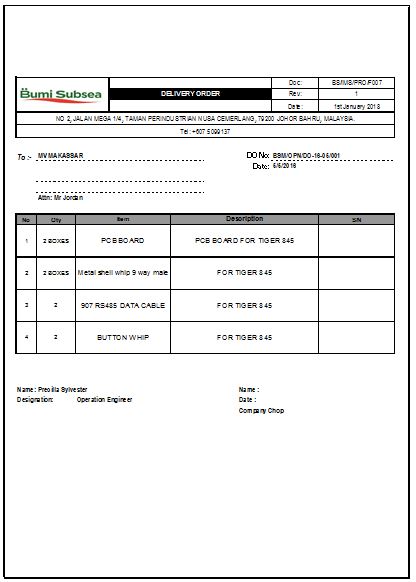 Bumi Subsea
DELIVERY ORDER
Doc: BS/IMS/PRO/F007
Rev: 1
Date: 1st January 2013
NO. 2, JALAN MEGA 1/4, TAMAN PERINDUSTRIAN NUSA CEMERLANG, 79200 JOHOR BAHRU, MALAYSIA.
Tel : +607 5099137
To :- MV MAKASSAR
DO No: BSM/OPN/DO-16-05/001
Date: 5/5/2016
Attn: Mr Jordan
No Qty Item Description S/N
1 2 BOXES PCB BOARD PCB BOARD FOR TIGER 845
2 2 BOXES Metal shell whip 9 way male FOR TIGER 845
3 2 907 RS485 DATA CABLE FOR TIGER 845
4 2 BUTTON WHIP FOR TIGER 845
Name: Precilla Sylvester Name :
Designation: Operation Engineer Date :
Company Chop